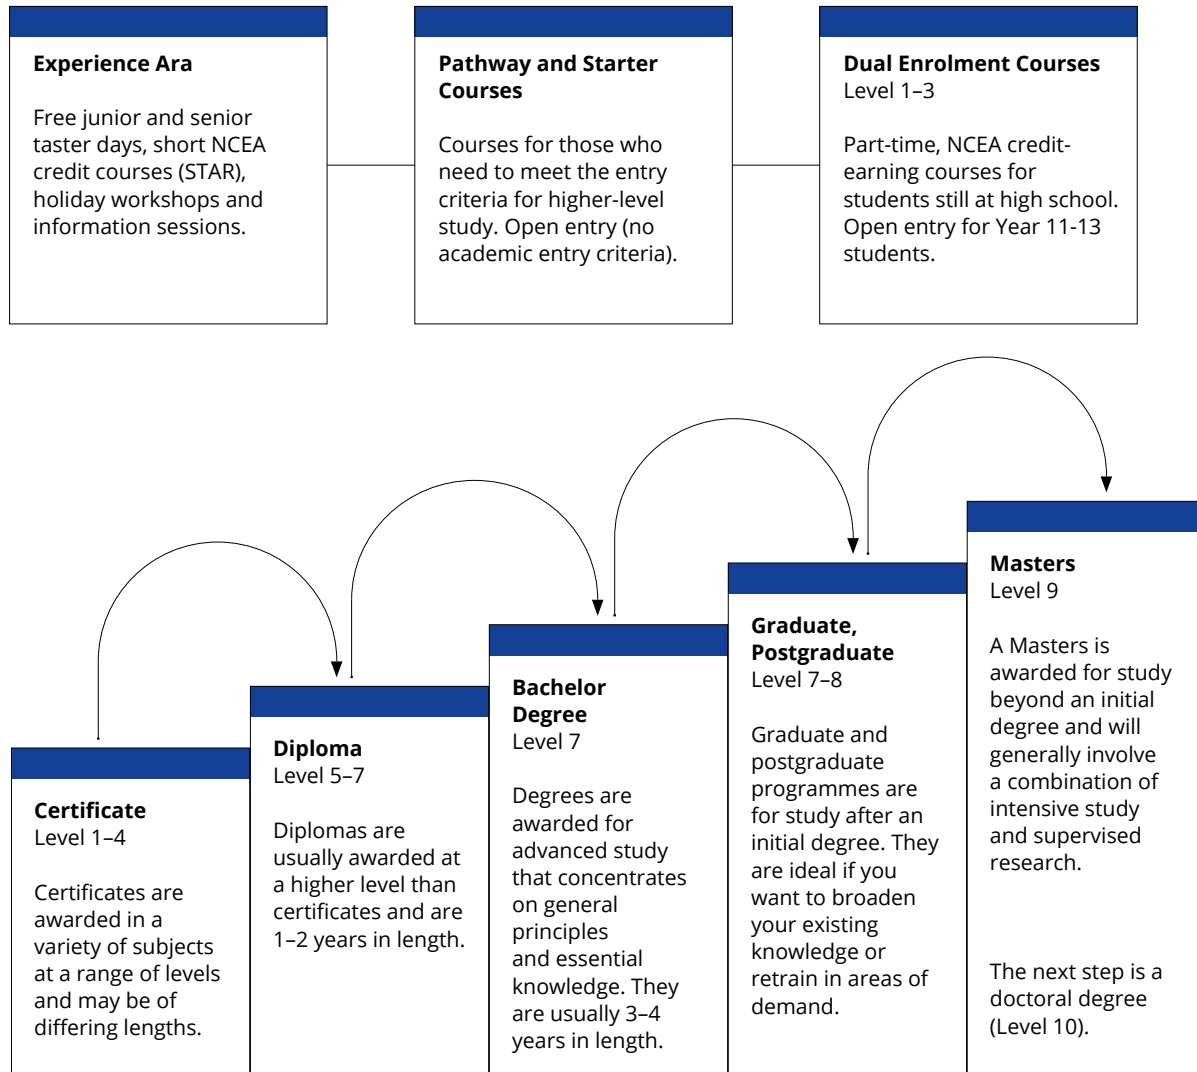 Experience Ara
Free junior and senior
taster days, short NCEA
credit courses (STAR),
holiday workshops and
information sessions.
Pathway and Starter
Courses
Courses for those who
need to meet the entry
criteria for higher-level
study. Open entry (no
academic entry criteria).
Dual Enrolment Courses
Level 1–3
Part-time, NCEA credit-
earning courses for
students still at high school.
Open entry for Year 11-13
students.
Certificate
Level 1–4
Certificates are
awarded in a
variety of subjects
at a range of levels
and may be of
differing lengths.
Diploma
Level 5–7
Diplomas are
usually awarded at
a higher level than
certificates and are
1–2 years in length.
Bachelor
Degree
Level 7
Degrees are
awarded for
advanced study
that concentrates
on general
principles
and essential
knowledge. They
are usually 3–4
years in length.
Graduate,
Postgraduate
Level 7–8
Graduate and
postgraduate
programmes are
for study after an
initial degree. They
are ideal if you
want to broaden
your existing
knowledge or
retrain in areas of
demand.
Masters
Level 9
A Masters is
awarded for study
beyond an initial
degree and will
generally involve
a combination of
intensive study
and supervised
research.
The next step is a
doctoral degree
(Level 10).